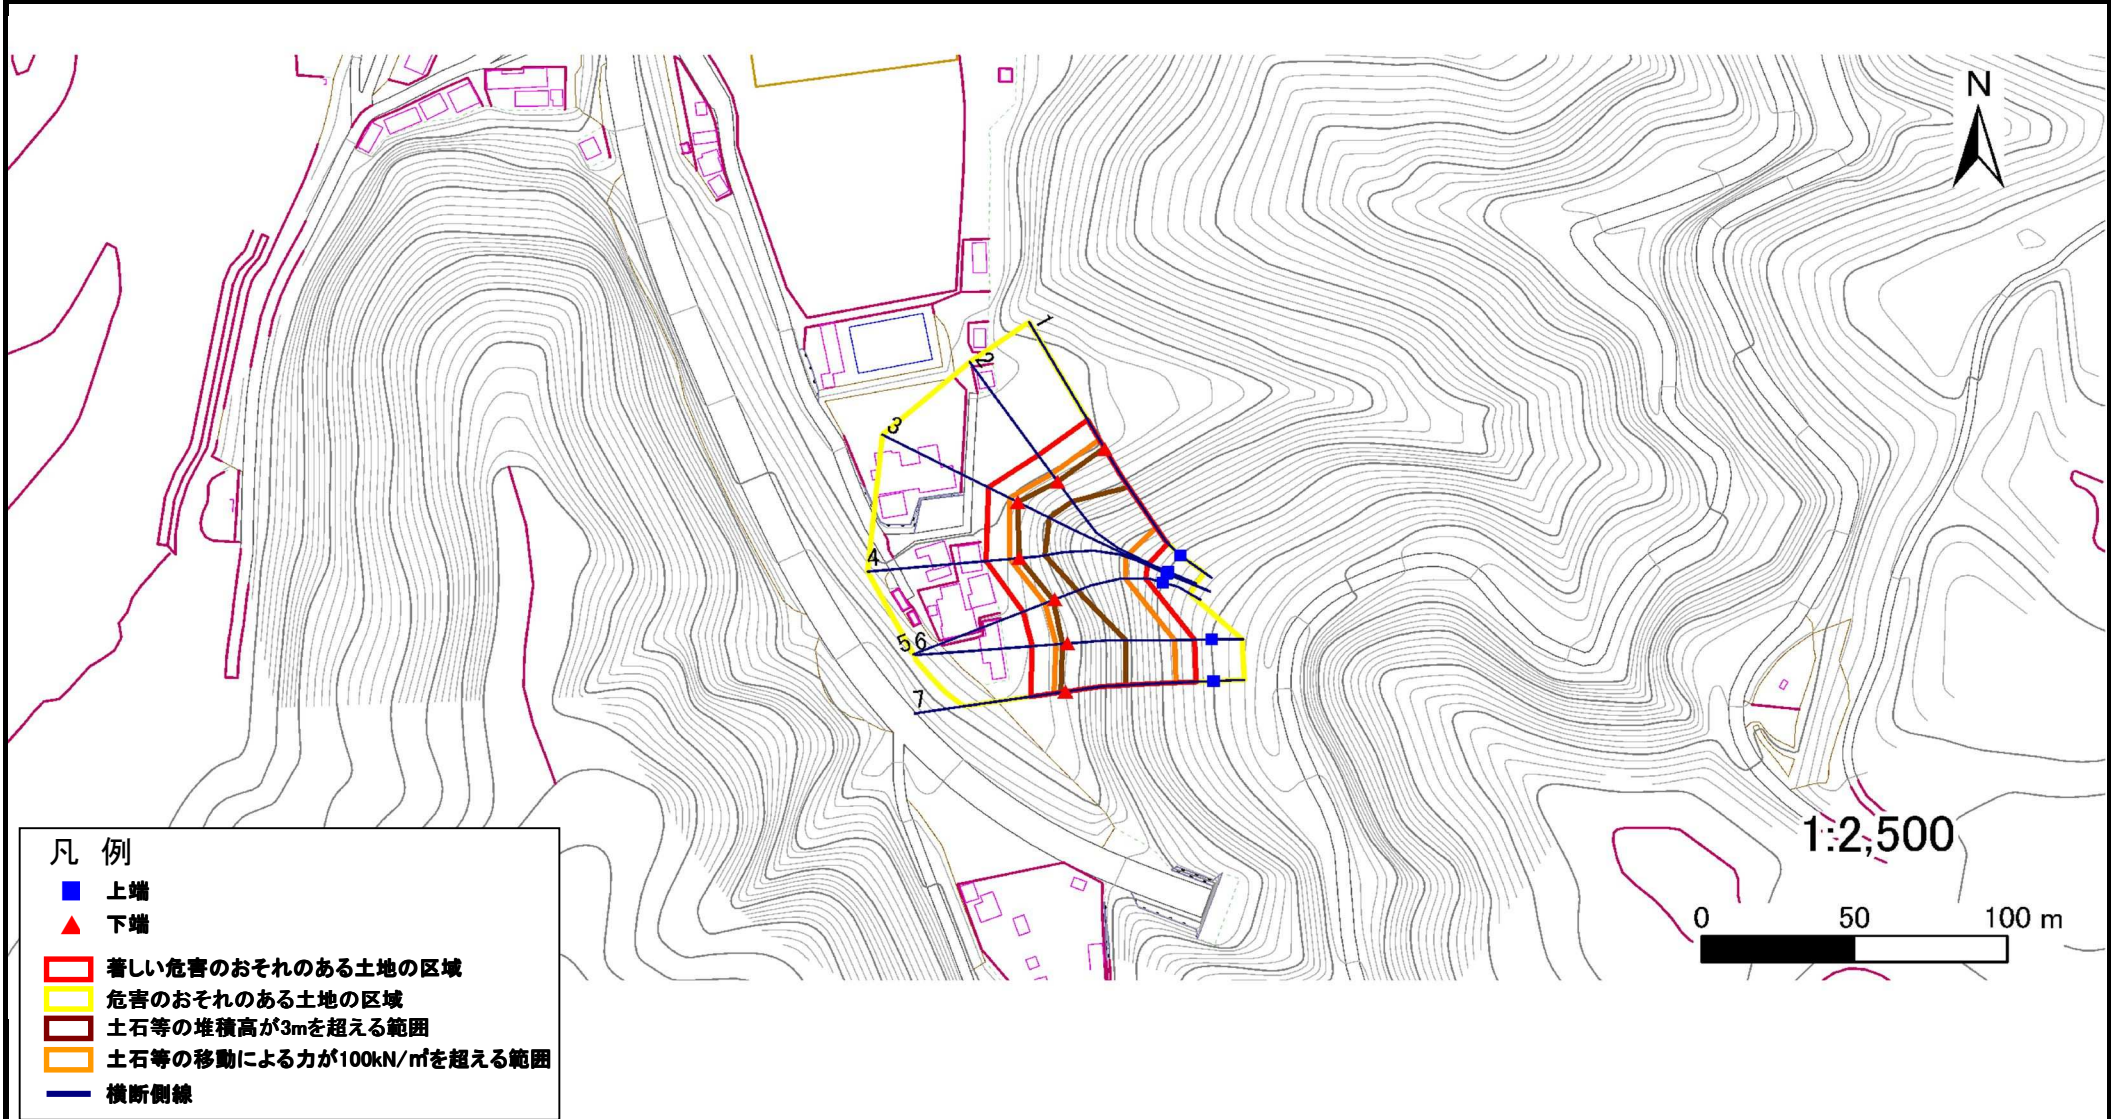 N
1
2
3
4
5 6
7
1:2,500
0 50 100 m
凡 例
上端
下端
著しい危害のおそれのある土地の区域
危害のおそれのある土地の区域
土石等の堆積高が3mを超える範囲
土石等の移動による力が100kN/㎡を超える範囲
横断側線